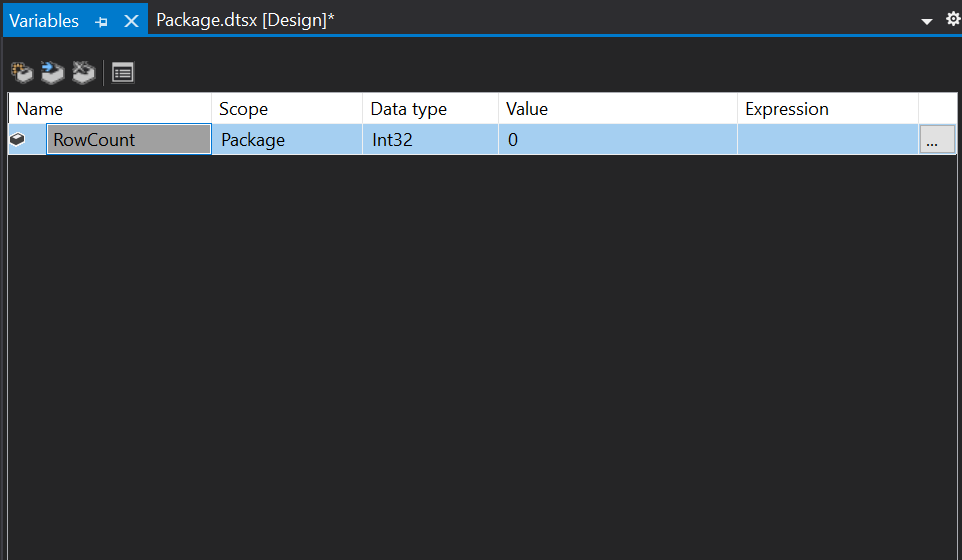 Variables Package.dtsx [Design]*
Name Scope Data type Value Expression
RowCount Package Int32 0 ...